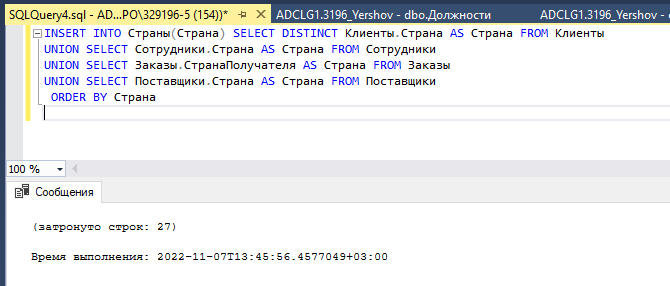 SQLQuery4.sql - AD...PO\329196-5 (154))* ADCLG1.3196_Yershov - dbo.Должности ADCLG1.3196_Yershov -
INSERT INTO Страны(Страна) SELECT DISTINCT Клиенты.Страна AS Страна FROM Клиенты
UNION SELECT Сотрудники.Страна AS Страна FROM Сотрудники
UNION SELECT Заказы.СтранаПолучателя AS Страна FROM Заказы
UNION SELECT Поставщики.Страна AS Страна FROM Поставщики
ORDER BY Страна
100 %
Сообщения
(затронуто строк: 27)
Время выполнения: 2022-11-07T13:45:56.4577049+03:00